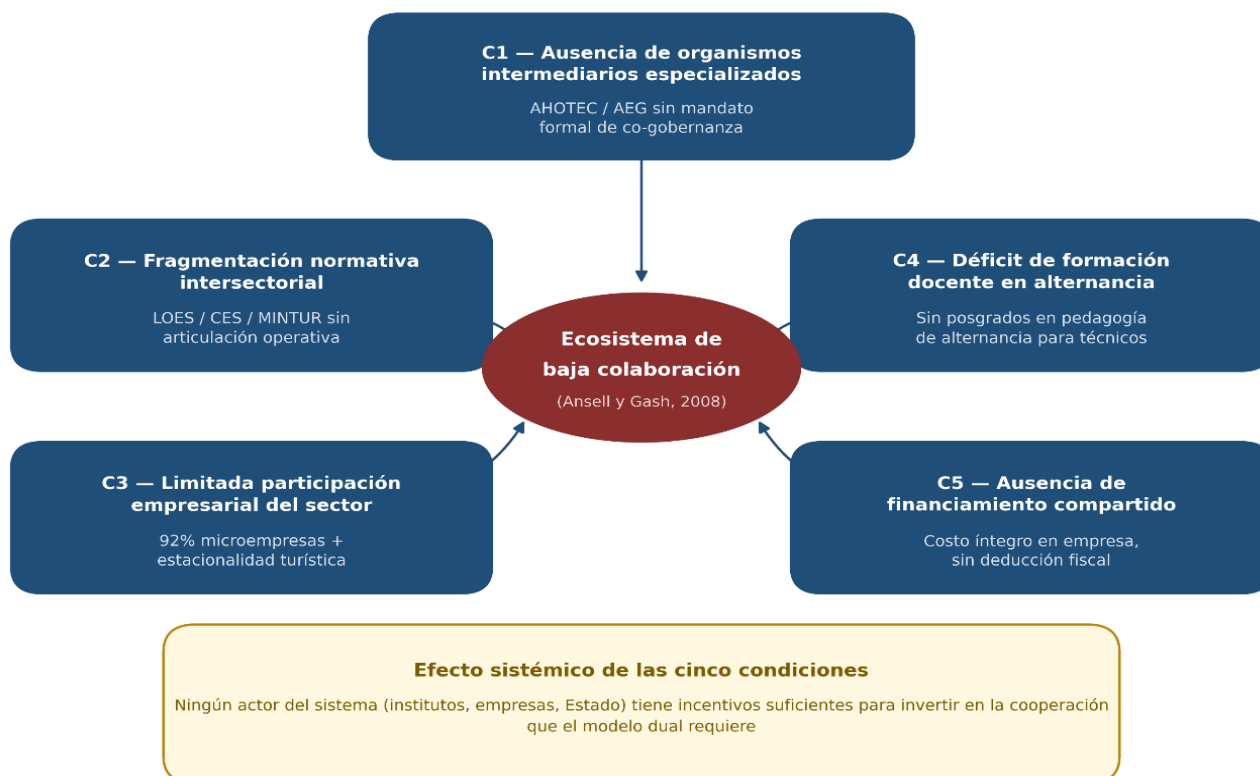 C1 — Ausencia de organismos
intermediarios especializados
AHOTEC / AEG sin mandato
formal de co-gobernanza
C2 — Fragmentación normativa
intersectorial
LOES / CES / MINTUR sin
articulación operativa
C4 — Déficit de formación
docente en alternancia
Sin posgrados en pedagogía
de alternancia para técnicos
Ecosistema de
baja colaboración
(Ansell y Gash, 2008)
C3 — Limitada participación
empresarial del sector
92% microempresas +
estacionalidad turística
C5 — Ausencia de
financiamiento compartido
Costo íntegro en empresa,
sin deducción fiscal
Efecto sistémico de las cinco condiciones
Ningún actor del sistema (institutos, empresas, Estado) tiene incentivos suficientes para invertir en la cooperación
que el modelo dual requiere